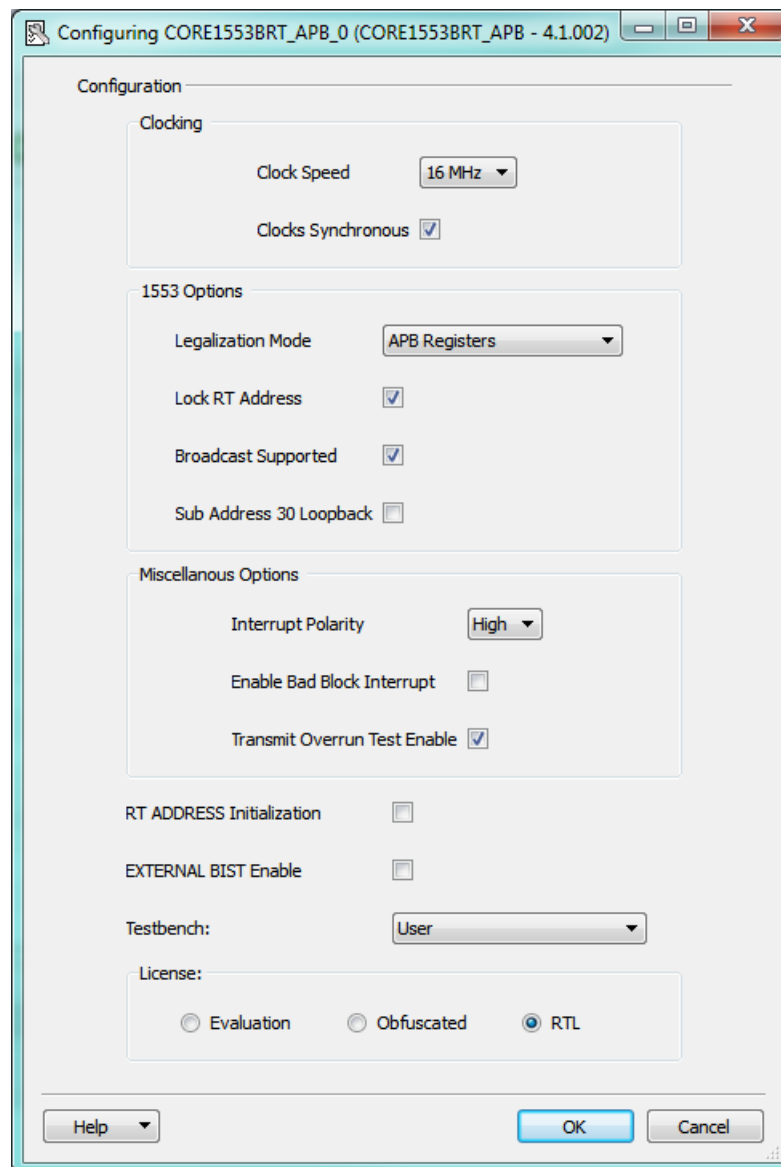 Configuring CORE1553BRT_APB_0 (CORE1553BRT_APB - 4.1.002)
Configuration
Clocking
Clock Speed 16 MHz
Clocks Synchronous
1553 Options
Legalization Mode APB Registers
Lock RT Address
Broadcast Supported
Sub Address 30 Loopback
Miscellanous Options
Interrupt Polarity High
Enable Bad Block Interrupt
Transmit Overrun Test Enable
RT ADDRESS Initialization
EXTERNAL BIST Enable
Testbench: User
License:
Evaluation Obfuscated RTL
Help OK Cancel